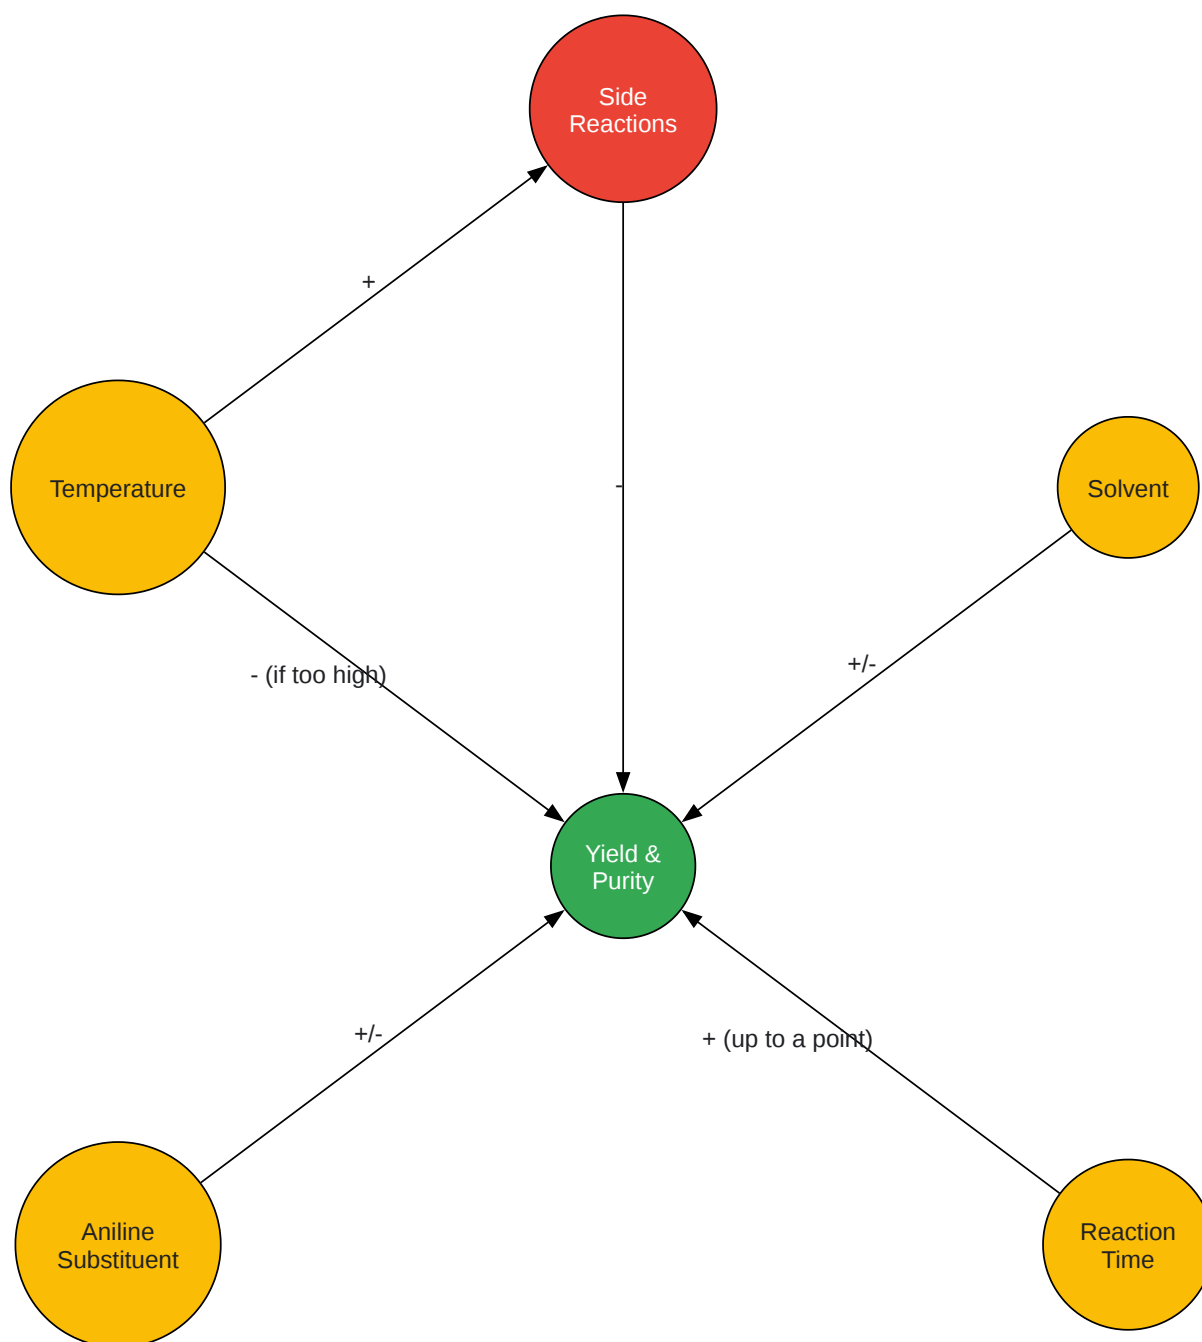 Side
Reactions
+
Temperature
-
Solvent
+/-
- (if too high)
Yield &
Purity
+/-
+ (up to a point)
Aniline
Substituent
Reaction
Time